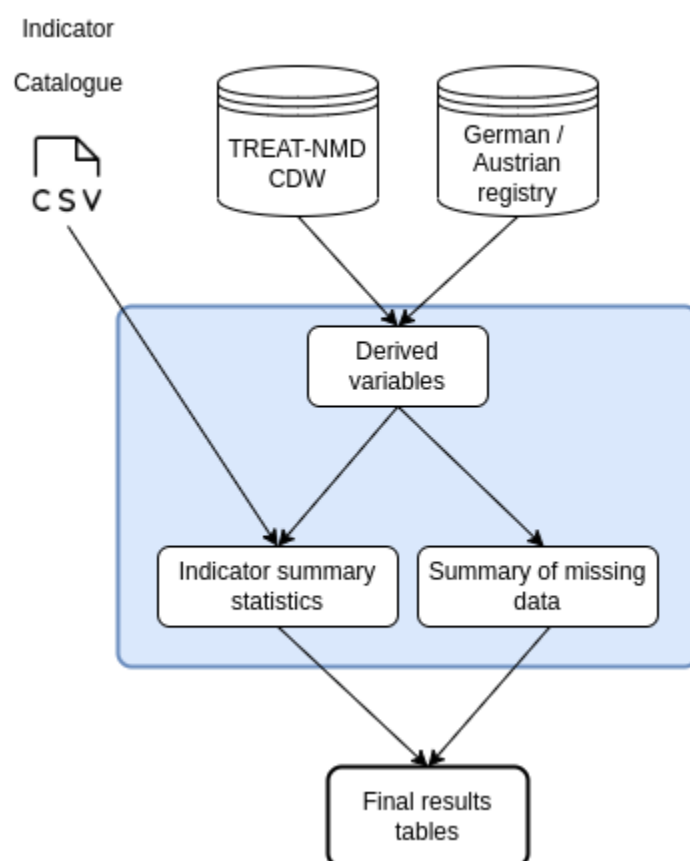 Indicator
Catalogue
CSV
TREAT-NMD
CDW
German /
Austrian
registry
Derived
variables
Indicator summary
statistics
Summary of missing
data
Final results
tables